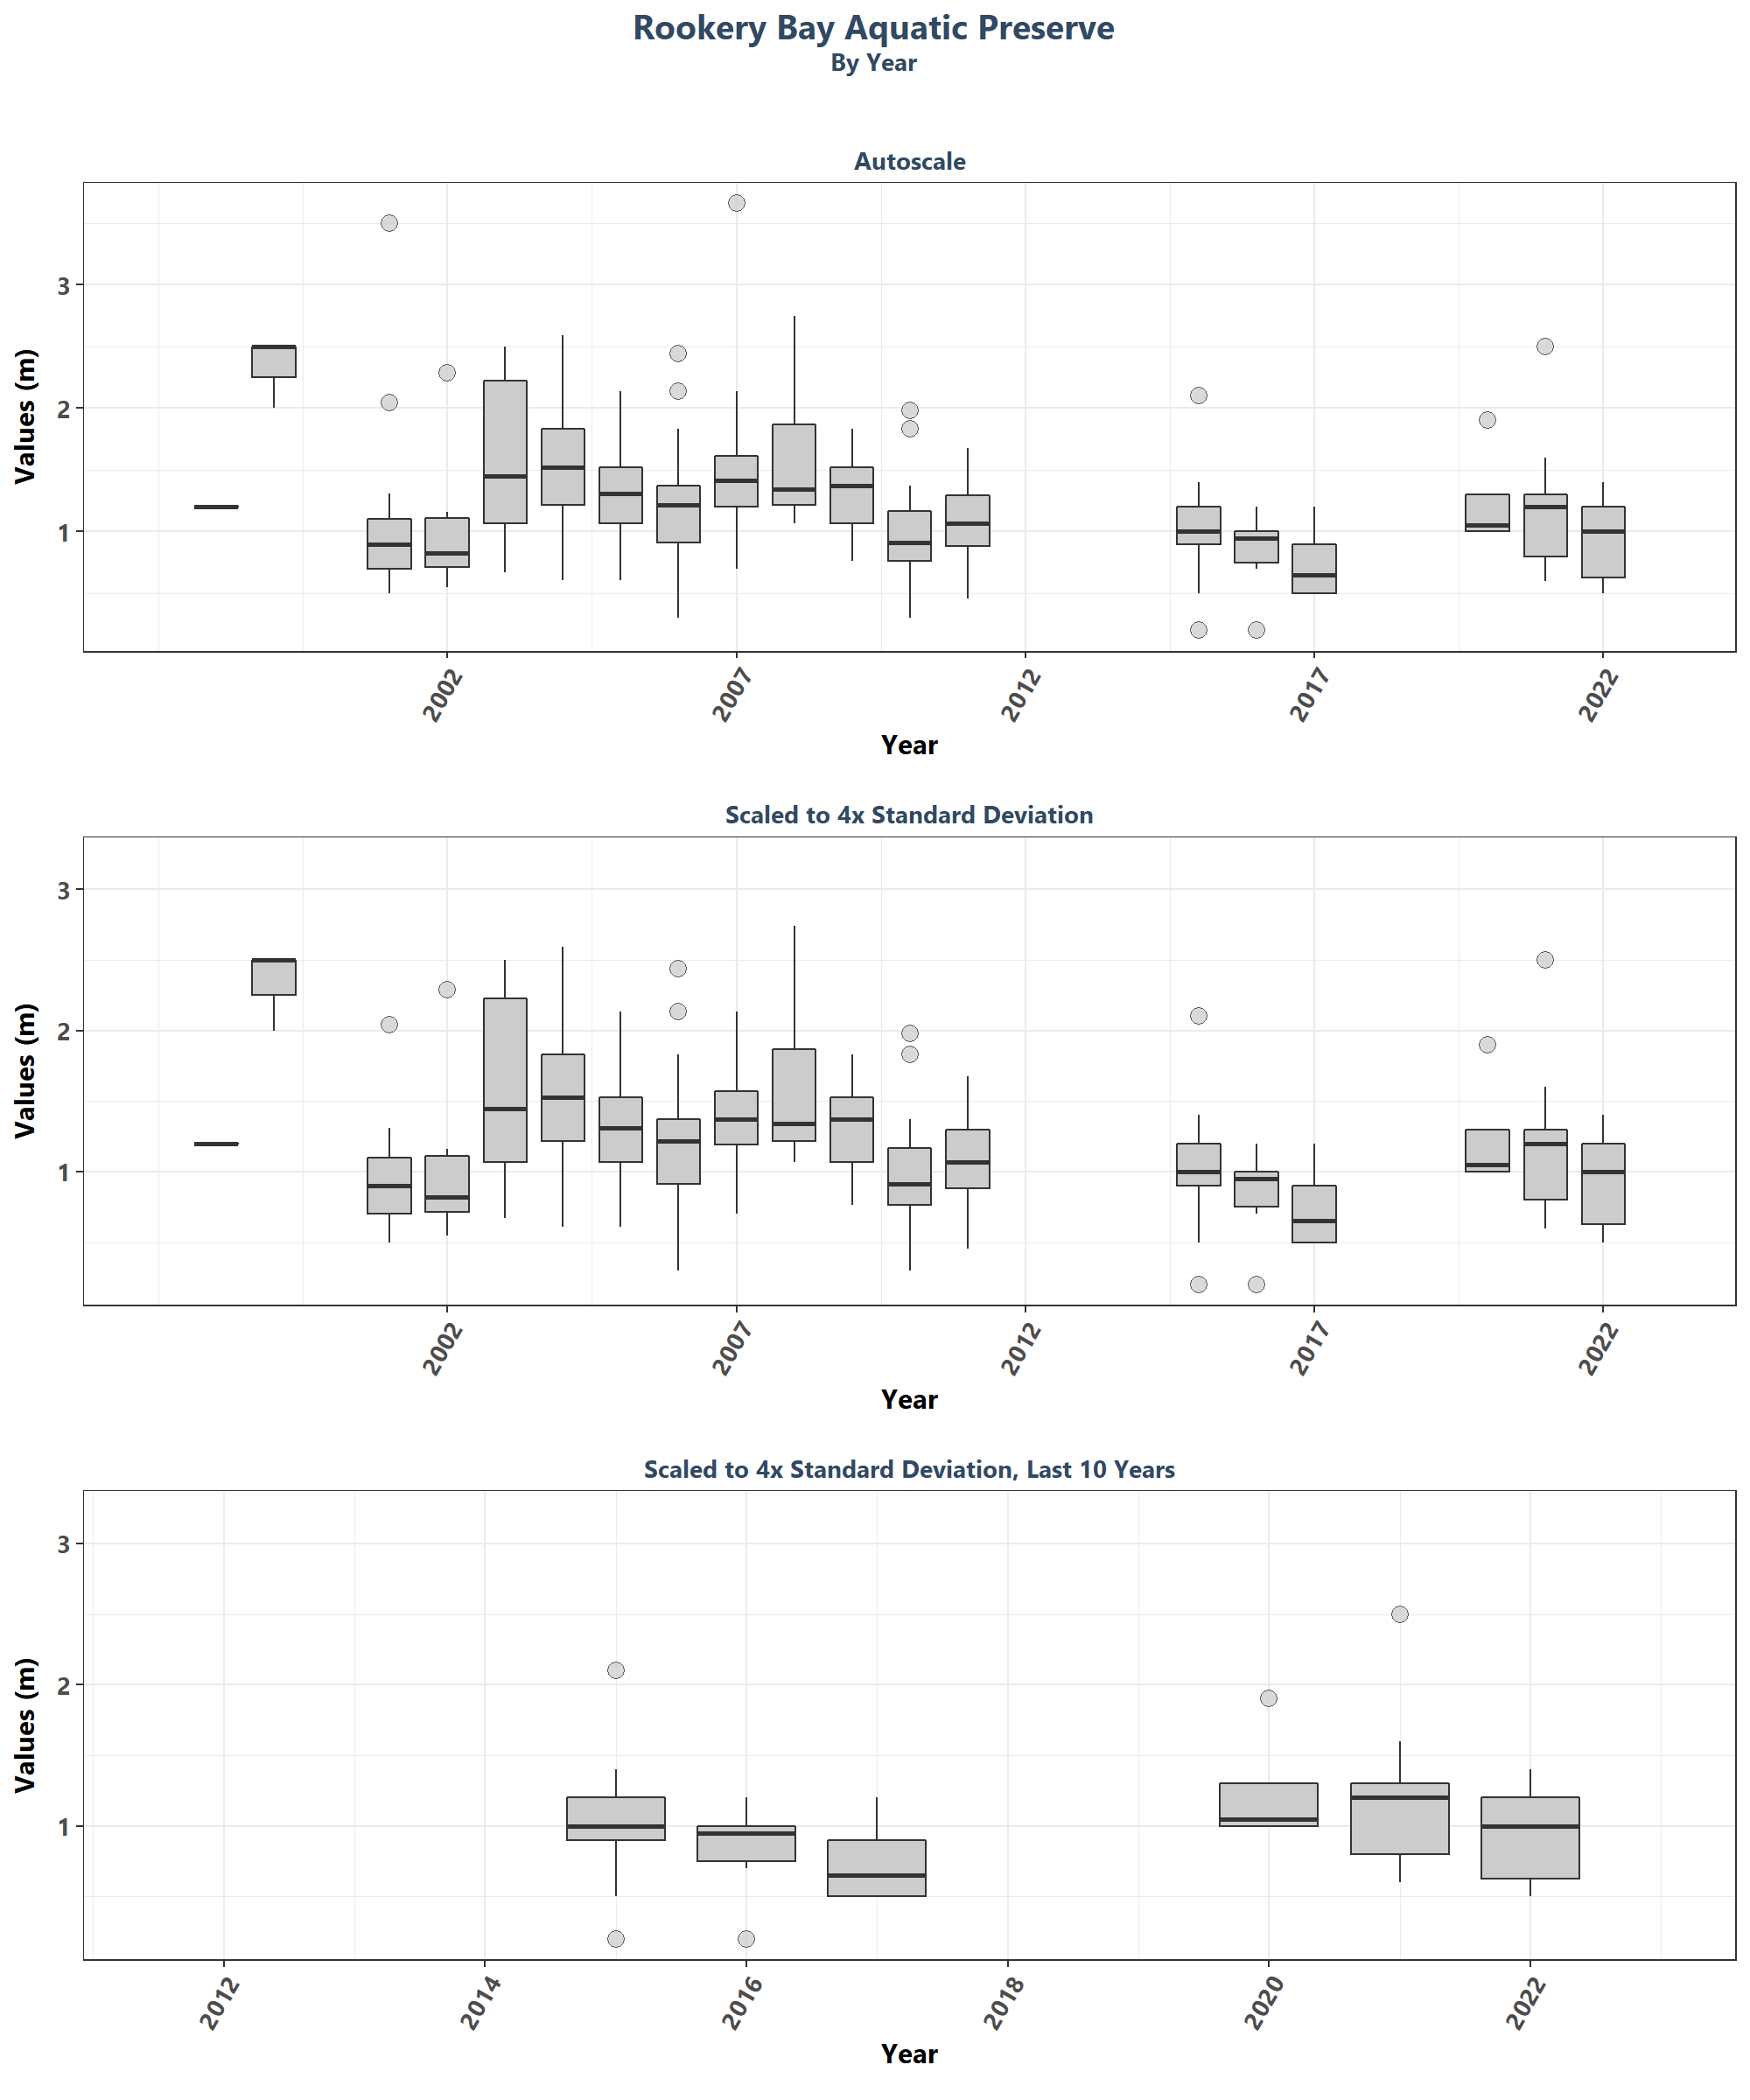 Rookery Bay Aquatic Preserve
By Year
Autoscale
Values (m)
3
2
1
2002 2007 2012 2017 2022
Year
Scaled to 4x Standard Deviation
Values (m)
3
2
1
2002 2007 2012 2017 2022
Year
Scaled to 4x Standard Deviation, Last 10 Years
Values (m)
3
2
1
2012 2014 2016 2018 2020 2022
Year